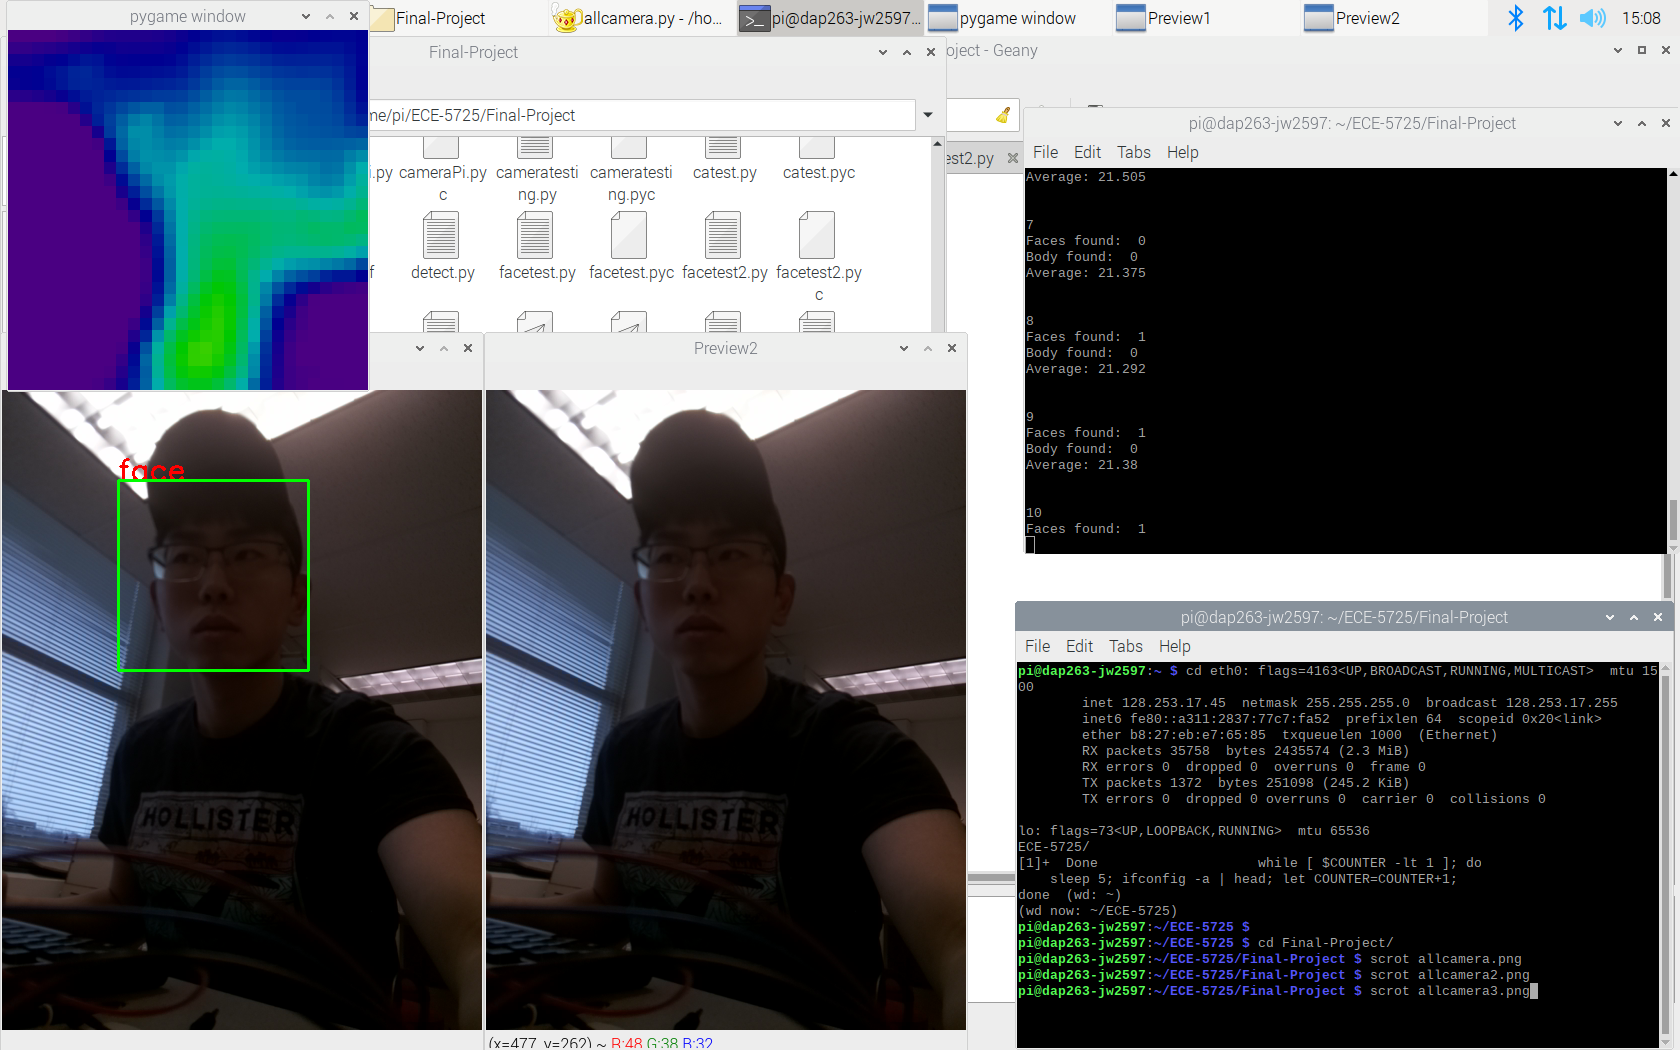 pygame window
Final-Project
allcamera.py - /ho...
pi@dap263-jw2597...
pygame window
Preview1
Preview2
15:08
Final-Project
oject - Geany
me/pi/ECE-5725/Final-Project
i.py
cameraPi.py
c
cameratesti
ng.py
cameratesti
ng.pyc
catest.py
catest.pyc
f
detect.py
facetest.py
facetest.pyc
facetest2.py
facetest2.py
c
est2.py
pi@dap263-jw2597: ~/ECE-5725/Final-Project
File Edit Tabs Help
Average: 21.505
7
Faces found:  0
Body found:  0
Average: 21.375
8
Faces found:  1
Body found:  0
Average: 21.292
9
Faces found:  1
Body found:  0
Average: 21.38
10
Faces found:  1
Preview2
face
HOLLISTER
HOLLISTER
(x=477, y=262) ~ R:48 G:38 B:32
pi@dap263-jw2597: ~/ECE-5725/Final-Project
File Edit Tabs Help
pi@dap263-jw2597:~ $ cd eth0: flags=4163<UP,BROADCAST,RUNNING,MULTICAST>  mtu 15
00
inet 128.253.17.45  netmask 255.255.255.0  broadcast 128.253.17.255
inet6 fe80::a311:2837:77c7:fa52  prefixlen 64  scopeid 0x20<link>
ether b8:27:eb:e7:65:85  txqueuelen 1000  (Ethernet)
RX packets 35758  bytes 2435574 (2.3 MiB)
RX errors 0  dropped 0  overruns 0  frame 0
TX packets 1372  bytes 251098 (245.2 KiB)
TX errors 0  dropped 0 overruns 0  carrier 0  collisions 0
lo: flags=73<UP,LOOPBACK,RUNNING>  mtu 65536
ECE-5725/
[1]+  Done                    while [ $COUNTER -lt 1 ]; do
sleep 5; ifconfig -a | head; let COUNTER=COUNTER+1;
done  (wd: ~)
(wd now: ~/ECE-5725)
pi@dap263-jw2597:~/ECE-5725 $
pi@dap263-jw2597:~/ECE-5725 $ cd Final-Project/
pi@dap263-jw2597:~/ECE-5725/Final-Project $ scrot allcamera.png
pi@dap263-jw2597:~/ECE-5725/Final-Project $ scrot allcamera2.png
pi@dap263-jw2597:~/ECE-5725/Final-Project $ scrot allcamera3.png